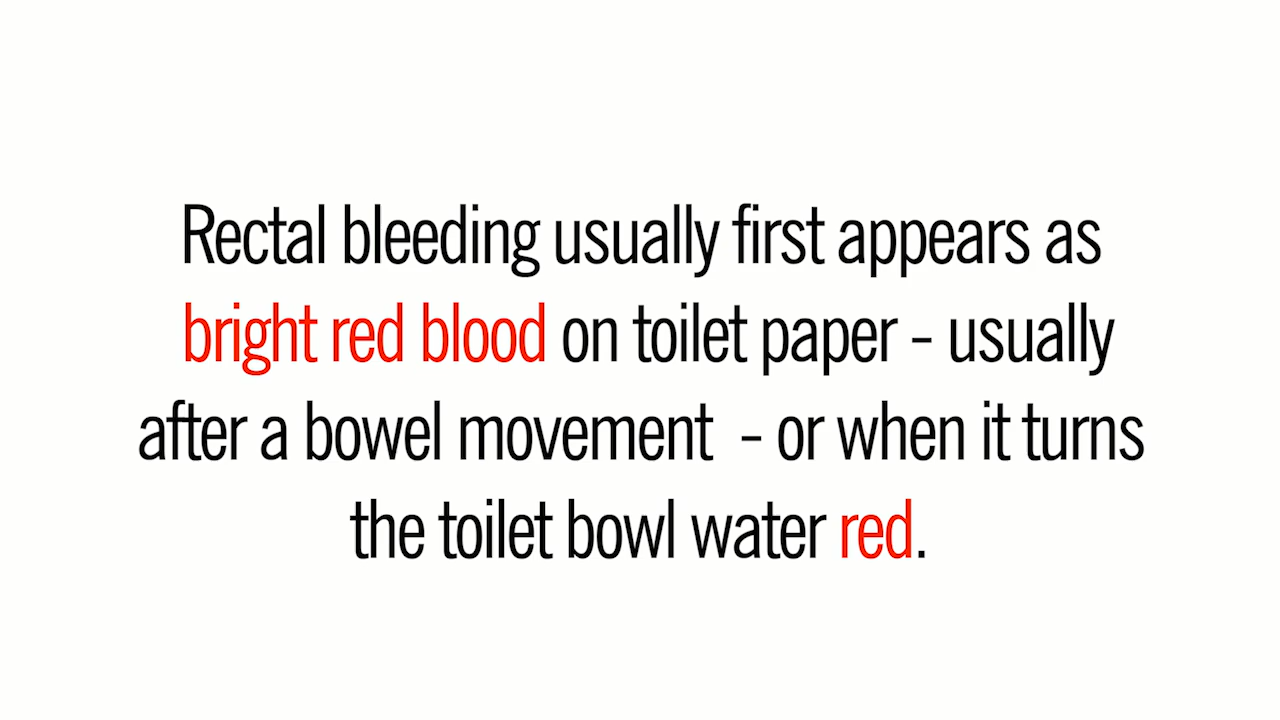 Rectal bleeding usually first appears as
bright red blood on toilet paper - usually
after a bowel movement  - or when it turns
the toilet bowl water red.